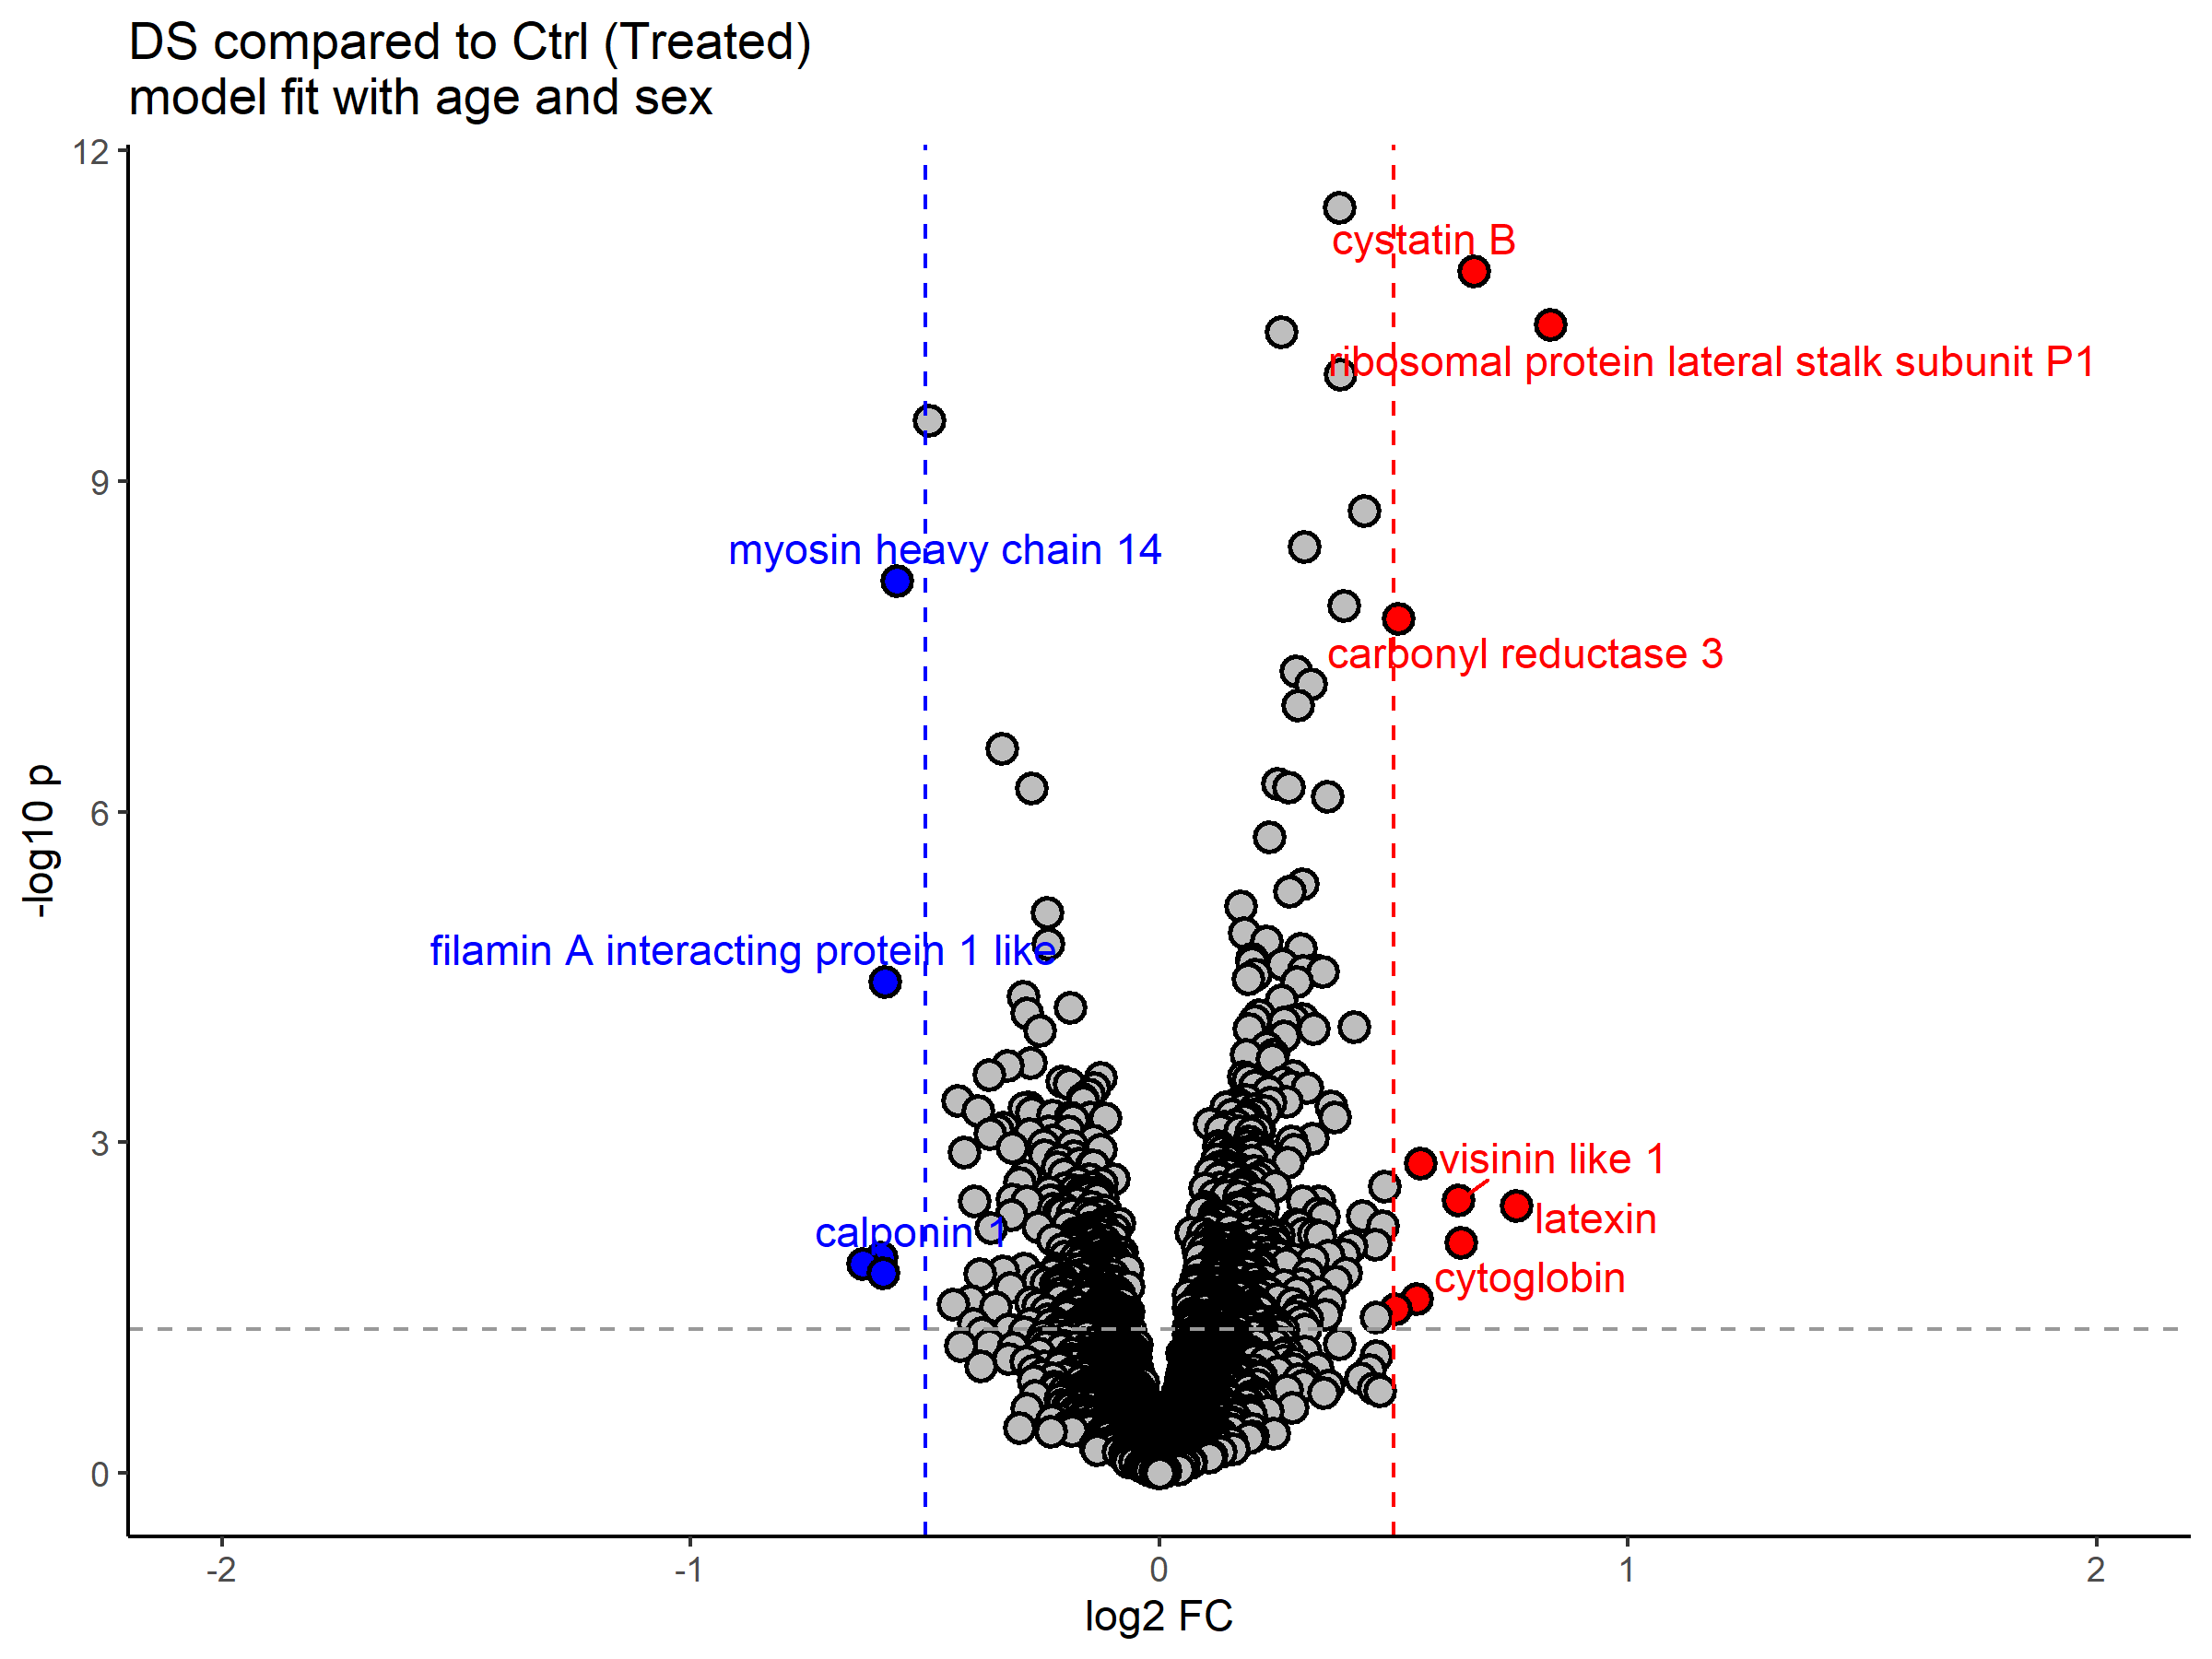 DS compared to Ctrl (Treated)
model fit with age and sex
12
9
6
3
0
-log10 p
cystatin B
ribosomal protein lateral stalk subunit P1
myosin heavy chain 14
carbonyl reductase 3
filamin A interacting protein 1 like
visinin like 1
latexin
calponin 1
cytoglobin
-2
-1
0
1
2
log2 FC